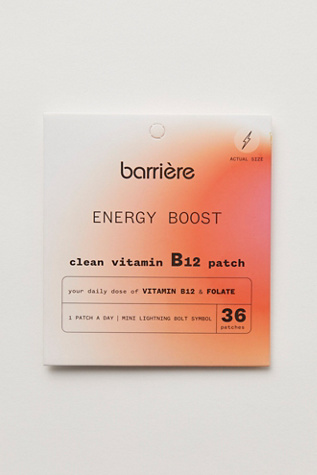 ACTUAL SIZE
barrière
ENERGY BOOST
clean vitamin B12 patch
your daily dose of VITAMIN B12 & FOLATE
1 PATCH A DAY | MINI LIGHTNING BOLT SYMBOL
36
patches